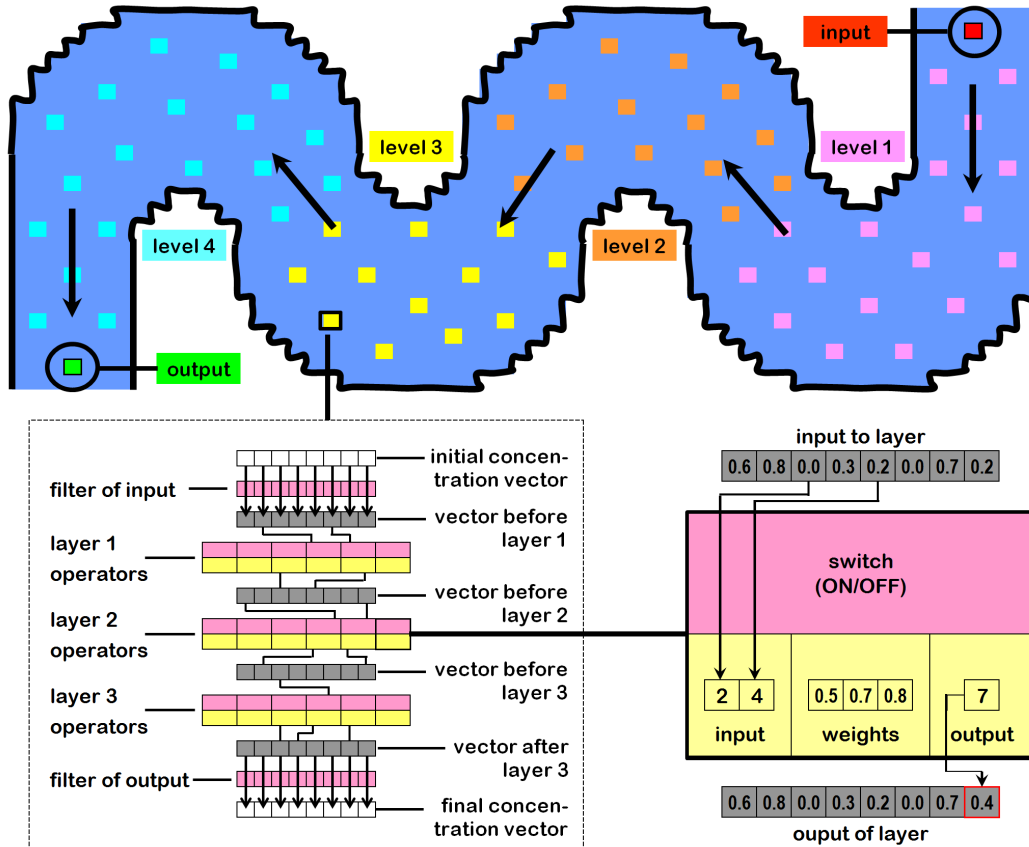 input
level 3
level 1
level 4
level 2
output
initial concen-
tration vector
filter of input
vector before
layer 1
layer 1
operators
vector before
layer 2
layer 2
operators
vector before
layer 3
layer 3
operators
vector after
layer 3
filter of output
final concen-
tration vector
input to layer
0.6 0.8 0.0 0.3 0.2 0.0 0.7 0.2
switch
(ON/OFF)
2 4 0.5 0.7 0.8 7
input weights output
0.6 0.8 0.0 0.3 0.2 0.0 0.7 0.4
ouput of layer